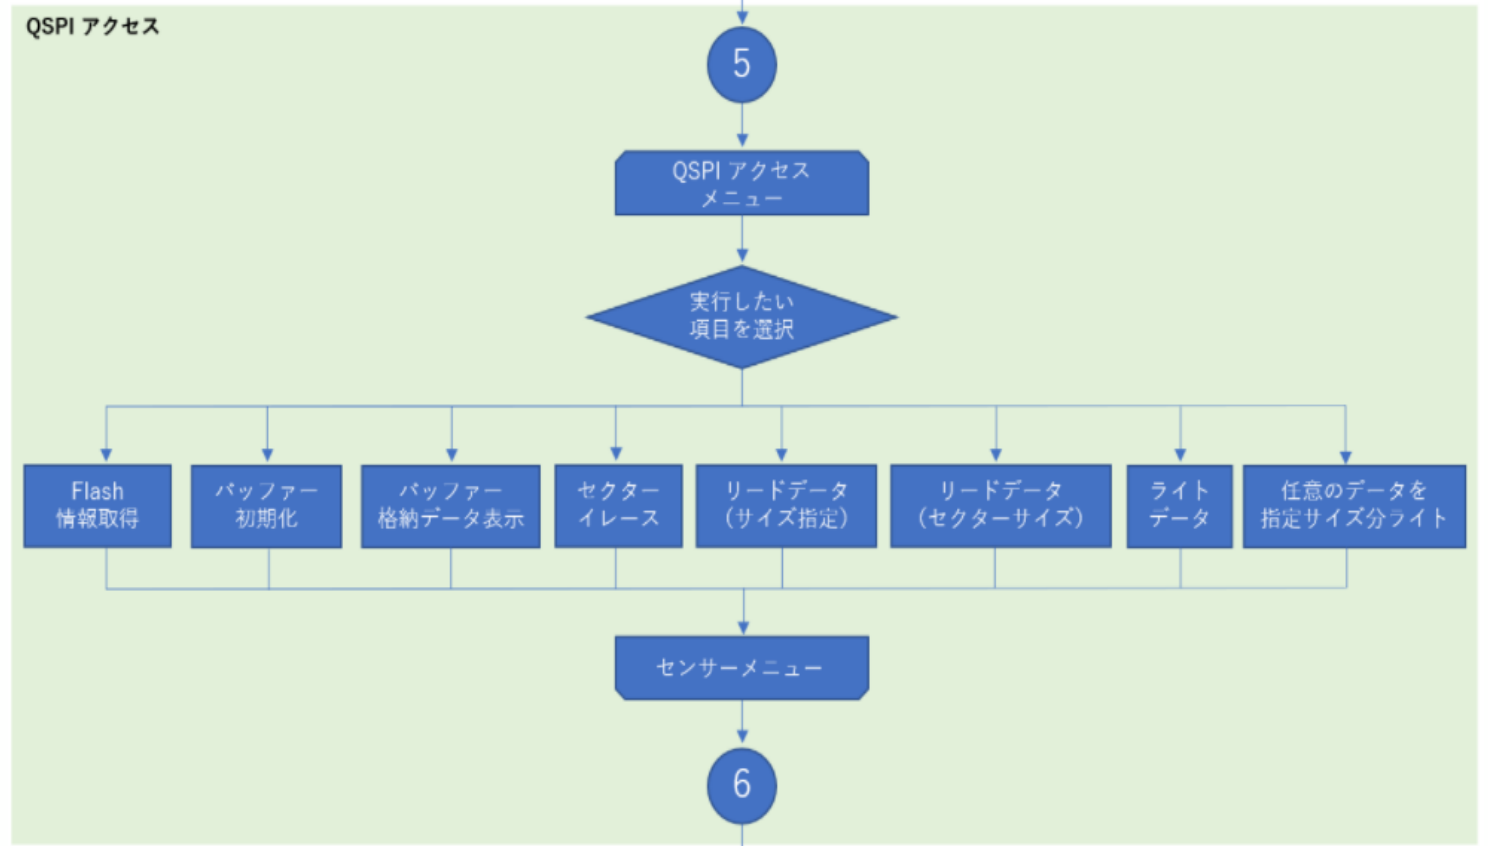 QSPI アクセス
5
QSPI アクセス
メニュー
実行したい
項目を選択
Flash
情報取得
バッファー
初期化
バッファー
格納データ表示
セクター
イレース
リードデータ
（サイズ指定）
リードデータ
（セクターサイズ）
ライト
データ
任意のデータを
指定サイズ分ライト
センサーメニュー
6